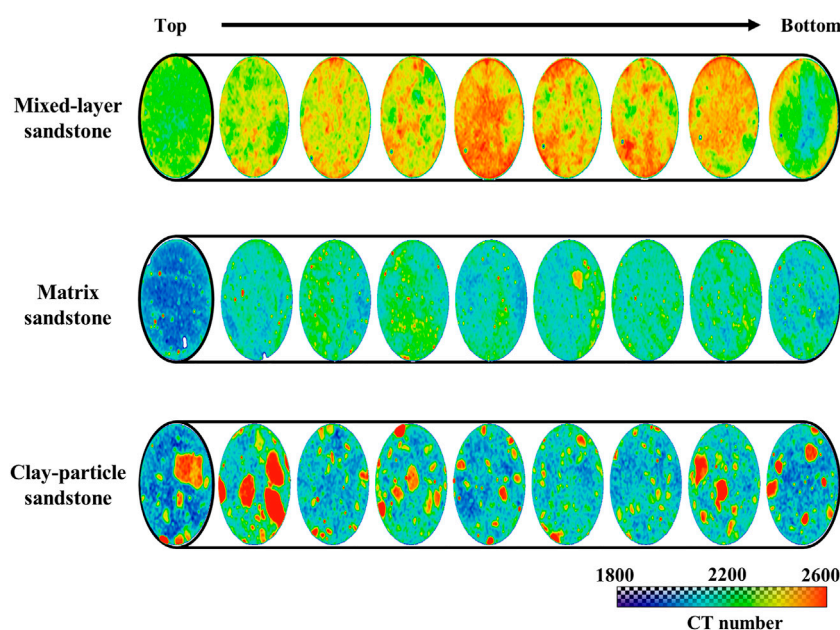 Top
Bottom
Mixed-layer
sandstone
Matrix
sandstone
Clay-particle
sandstone
1800 2200 2600
CT number